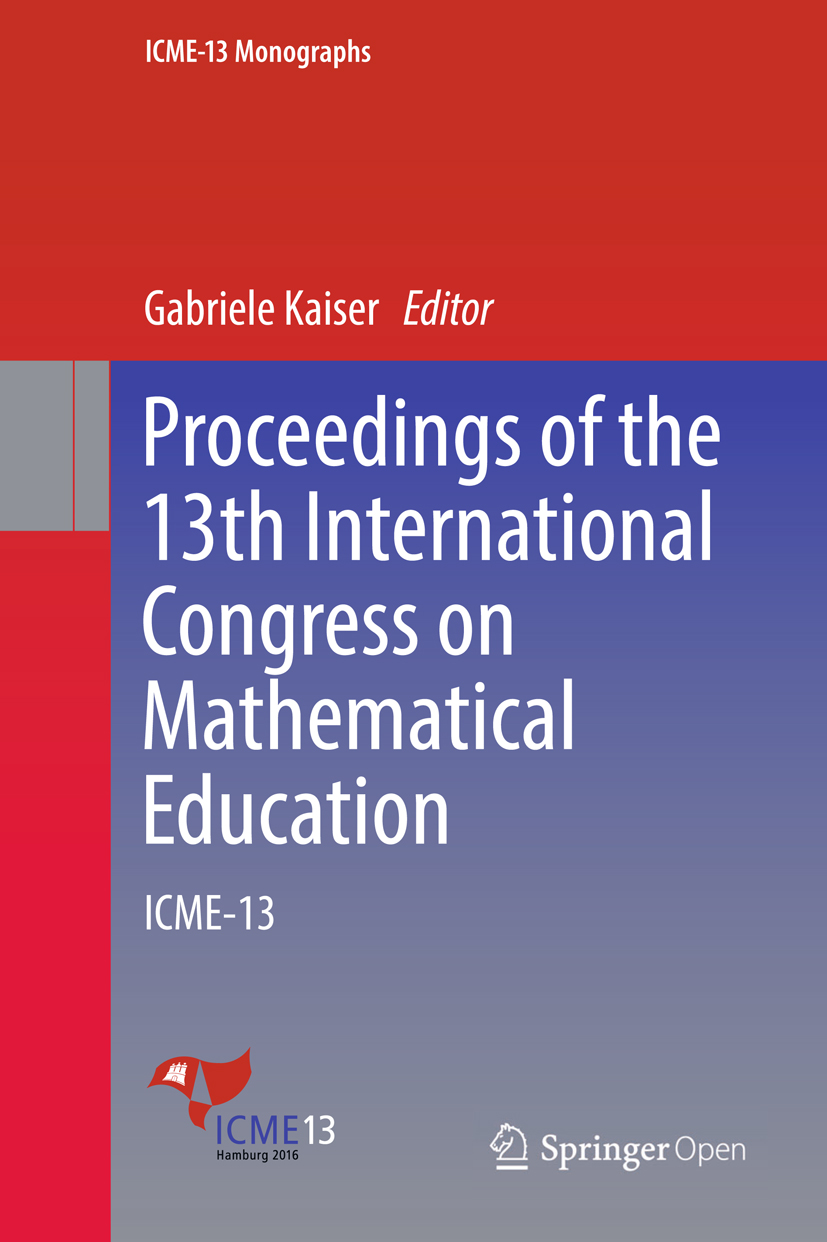 ICME-13 Monographs
Gabriele Kaiser Editor
Proceedings of the
13th International
Congress on
Mathematical
Education
ICME-13
ICME13
Hamburg 2016
Springer Open